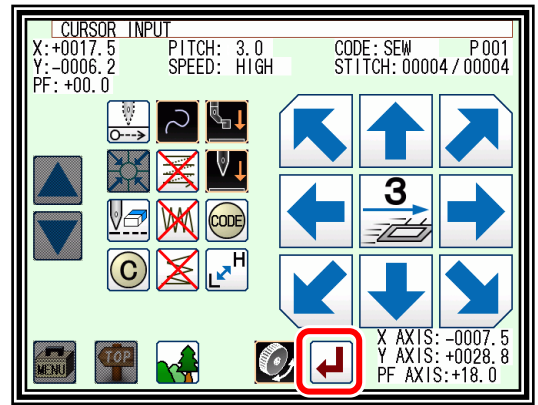 CURSOR INPUT
X:+0017.5 PITCH: 3.0 CODE:SEW P001
Y:-0006.2 SPEED: HIGH STITCH:00004/00004
PF:+00.0
3
CODE
C
H
L
MENU
TOP
X AXIS:-0007.5
Y AXIS:+0028.8
PF AXIS:+18.0